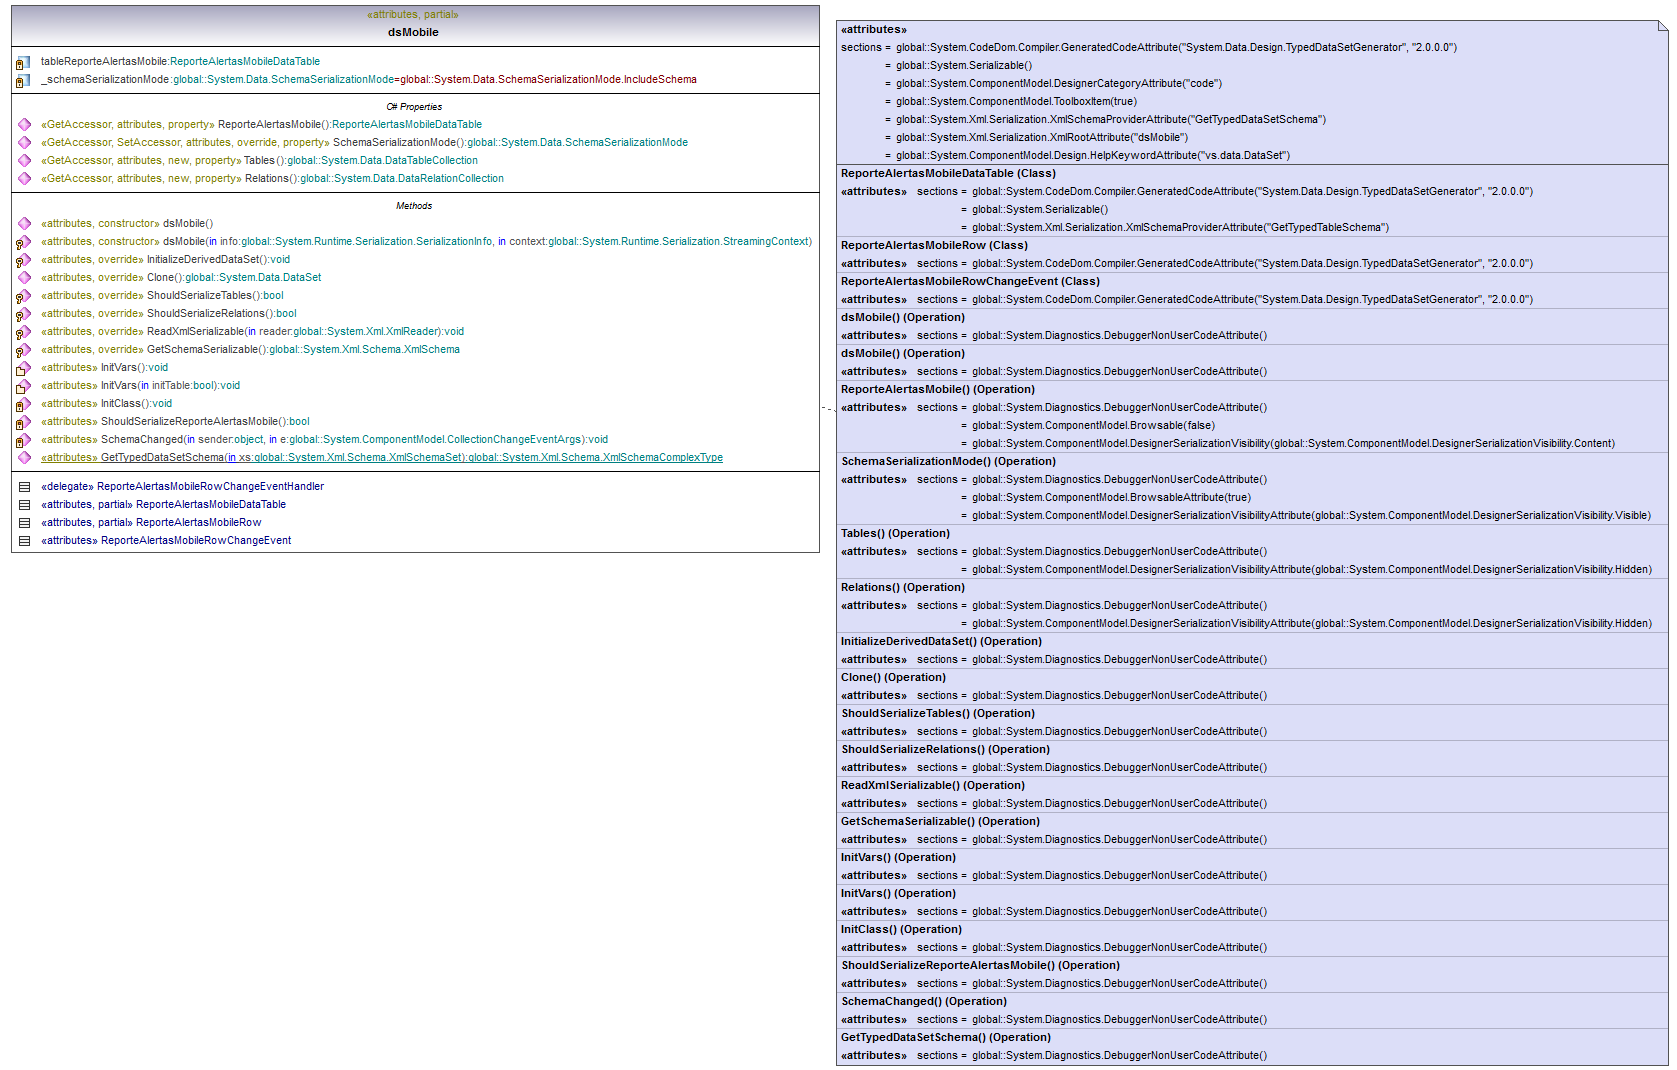 «attributes, partial»
dsMobile
tableReporteAlertasMobile:ReporteAlertasMobileDataTable
_schemaSerializationMode:global::System.Data.SchemaSerializationMode=global::System.Data.SchemaSerializationMode.IncludeSchema
C# Properties
«GetAccessor, attributes, property» ReporteAlertasMobile():ReporteAlertasMobileDataTable
«GetAccessor, SetAccessor, attributes, override, property» SchemaSerializationMode():global::System.Data.SchemaSerializationMode
«GetAccessor, attributes, new, property» Tables():global::System.Data.DataTableCollection
«GetAccessor, attributes, new, property» Relations():global::System.Data.DataRelationCollection
Methods
«attributes, constructor» dsMobile()
«attributes, constructor» dsMobile(in info:global::System.Runtime.Serialization.SerializationInfo, in context:global::System.Runtime.Serialization.StreamingContext)
«attributes, override» InitializeDerivedDataSet():void
«attributes, override» Clone():global::System.Data.DataSet
«attributes, override» ShouldSerializeTables():bool
«attributes, override» ShouldSerializeRelations():bool
«attributes, override» ReadXmlSerializable(in reader:global::System.Xml.XmlReader):void
«attributes, override» GetSchemaSerializable():global::System.Xml.Schema.XmlSchema
«attributes» InitVars():void
«attributes» InitVars(in initTable:bool):void
«attributes» InitClass():void
«attributes» ShouldSerializeReporteAlertasMobile():bool
«attributes» SchemaChanged(in sender:object, in e:global::System.ComponentModel.CollectionChangeEventArgs):void
«attributes» GetTypedDataSetSchema(in xs:global::System.Xml.Schema.XmlSchemaSet):global::System.Xml.Schema.XmlSchemaComplexType
«delegate» ReporteAlertasMobileRowChangeEventHandler
«attributes, partial» ReporteAlertasMobileDataTable
«attributes, partial» ReporteAlertasMobileRow
«attributes» ReporteAlertasMobileRowChangeEvent
«attributes»
sections = global::System.CodeDom.Compiler.GeneratedCodeAttribute("System.Data.Design.TypedDataSetGenerator", "2.0.0.0")
= global::System.Serializable()
= global::System.ComponentModel.DesignerCategoryAttribute("code")
= global::System.ComponentModel.ToolboxItem(true)
= global::System.Xml.Serialization.XmlSchemaProviderAttribute("GetTypedDataSetSchema")
= global::System.Xml.Serialization.XmlRootAttribute("dsMobile")
= global::System.ComponentModel.Design.HelpKeywordAttribute("vs.data.DataSet")
ReporteAlertasMobileDataTable (Class)
«attributes» sections = global::System.CodeDom.Compiler.GeneratedCodeAttribute("System.Data.Design.TypedDataSetGenerator", "2.0.0.0")
= global::System.Serializable()
= global::System.Xml.Serialization.XmlSchemaProviderAttribute("GetTypedTableSchema")
ReporteAlertasMobileRow (Class)
«attributes» sections = global::System.CodeDom.Compiler.GeneratedCodeAttribute("System.Data.Design.TypedDataSetGenerator", "2.0.0.0")
ReporteAlertasMobileRowChangeEvent (Class)
«attributes» sections = global::System.CodeDom.Compiler.GeneratedCodeAttribute("System.Data.Design.TypedDataSetGenerator", "2.0.0.0")
dsMobile() (Operation)
«attributes» sections = global::System.Diagnostics.DebuggerNonUserCodeAttribute()
dsMobile() (Operation)
«attributes» sections = global::System.Diagnostics.DebuggerNonUserCodeAttribute()
ReporteAlertasMobile() (Operation)
«attributes» sections = global::System.Diagnostics.DebuggerNonUserCodeAttribute()
= global::System.ComponentModel.Browsable(false)
= global::System.ComponentModel.DesignerSerializationVisibility(global::System.ComponentModel.DesignerSerializationVisibility.Content)
SchemaSerializationMode() (Operation)
«attributes» sections = global::System.Diagnostics.DebuggerNonUserCodeAttribute()
= global::System.ComponentModel.BrowsableAttribute(true)
= global::System.ComponentModel.DesignerSerializationVisibilityAttribute(global::System.ComponentModel.DesignerSerializationVisibility.Visible)
Tables() (Operation)
«attributes» sections = global::System.Diagnostics.DebuggerNonUserCodeAttribute()
= global::System.ComponentModel.DesignerSerializationVisibilityAttribute(global::System.ComponentModel.DesignerSerializationVisibility.Hidden)
Relations() (Operation)
«attributes» sections = global::System.Diagnostics.DebuggerNonUserCodeAttribute()
= global::System.ComponentModel.DesignerSerializationVisibilityAttribute(global::System.ComponentModel.DesignerSerializationVisibility.Hidden)
InitializeDerivedDataSet() (Operation)
«attributes» sections = global::System.Diagnostics.DebuggerNonUserCodeAttribute()
Clone() (Operation)
«attributes» sections = global::System.Diagnostics.DebuggerNonUserCodeAttribute()
ShouldSerializeTables() (Operation)
«attributes» sections = global::System.Diagnostics.DebuggerNonUserCodeAttribute()
ShouldSerializeRelations() (Operation)
«attributes» sections = global::System.Diagnostics.DebuggerNonUserCodeAttribute()
ReadXmlSerializable() (Operation)
«attributes» sections = global::System.Diagnostics.DebuggerNonUserCodeAttribute()
GetSchemaSerializable() (Operation)
«attributes» sections = global::System.Diagnostics.DebuggerNonUserCodeAttribute()
InitVars() (Operation)
«attributes» sections = global::System.Diagnostics.DebuggerNonUserCodeAttribute()
InitVars() (Operation)
«attributes» sections = global::System.Diagnostics.DebuggerNonUserCodeAttribute()
InitClass() (Operation)
«attributes» sections = global::System.Diagnostics.DebuggerNonUserCodeAttribute()
ShouldSerializeReporteAlertasMobile() (Operation)
«attributes» sections = global::System.Diagnostics.DebuggerNonUserCodeAttribute()
SchemaChanged() (Operation)
«attributes» sections = global::System.Diagnostics.DebuggerNonUserCodeAttribute()
GetTypedDataSetSchema() (Operation)
«attributes» sections = global::System.Diagnostics.DebuggerNonUserCodeAttribute()